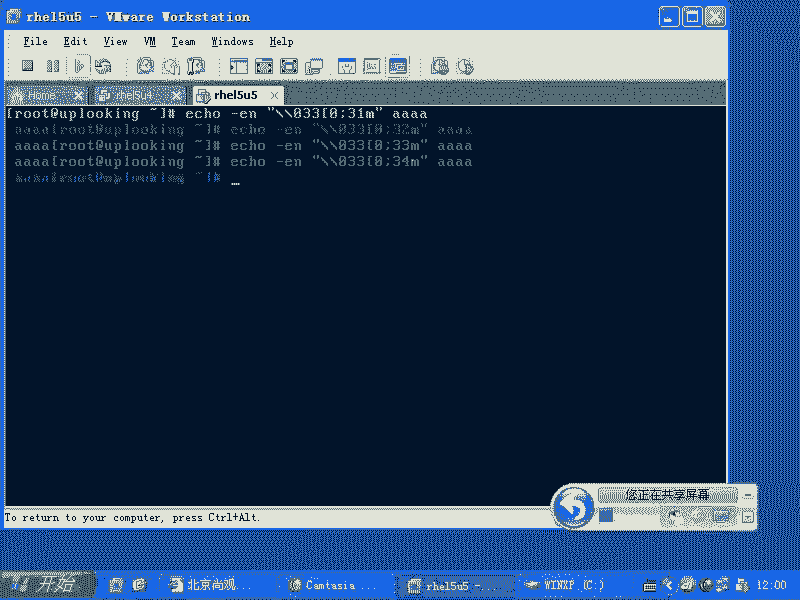 rhel5u5 - VMware Workstation
File Edit View VM Team Windows Help
Home rhel5u4 rhel5u5
[root@uplooking ~]# echo -en "\\033[0;31m" aaaa
aaaa[root@uplooking ~]# echo -en "\\033[0;32m" aaaa
aaaa[root@uplooking ~]# echo -en "\\033[0;33m" aaaa
aaaa[root@uplooking ~]# echo -en "\\033[0;34m" aaaa
aaaa[root@uplooking ~]# _
您正在共享屏幕
To return to your computer, press Ctrl+Alt.
开始 北京尚观... Camtasia ... rhel5u5 -... WINXP (C:) 12:00